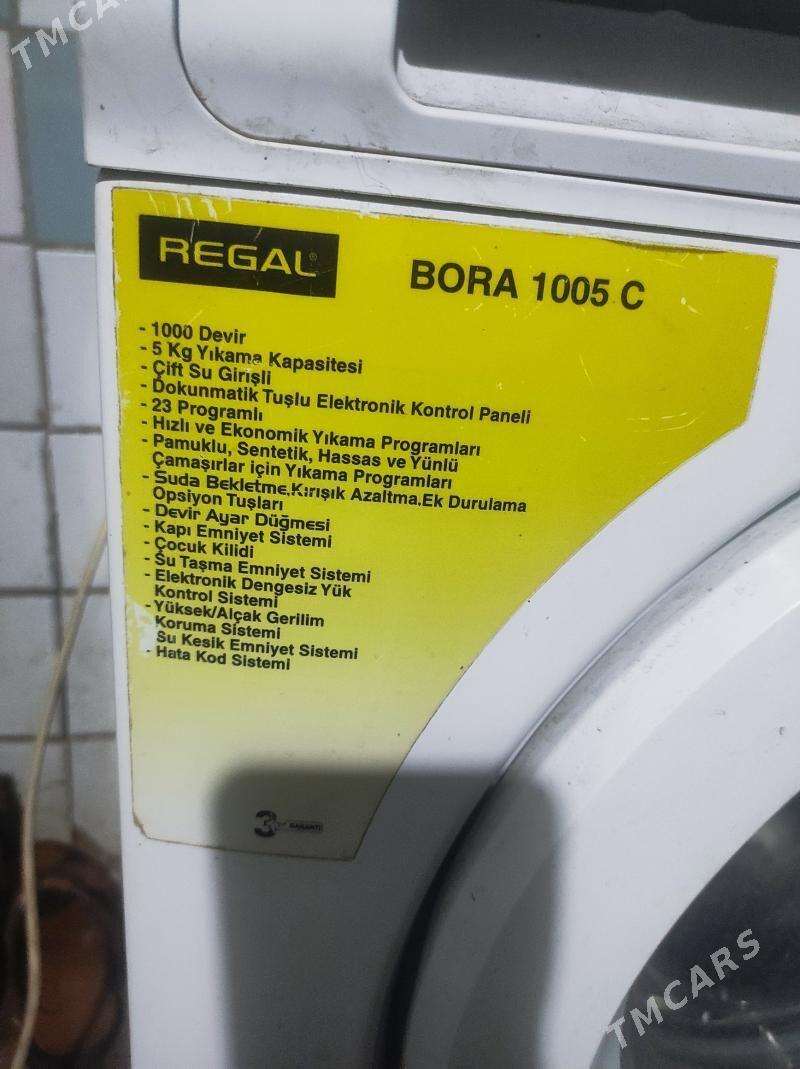 TMCARS
REGAL®
BORA 1005 C
- 1000 Devir
- 5 Kg Yıkama Kapasitesi
- Çift Su Girişli
- Dokunmatik Tuşlu Elektronik Kontrol Paneli
- 23 Programlı
- Hızlı ve Ekonomik Yıkama Programları
- Pamuklu, Sentetik, Hassas ve Yünlü
Çamaşırlar için Yıkama Programları
- Suda Bekletme,Kırışık Azaltma,Ek Durulama
Opsiyon Tuşları
- Devir Ayar Düğmesi
- Kapı Emniyet Sistemi
- Çocuk Kilidi
- Su Taşma Emniyet Sistemi
- Elektronik Dengesiz Yük
Kontrol Sistemi
- Yüksek/Alçak Gerilim
Koruma Sistemi
Su Kesik Emniyet Sistemi
- Hata Kod Sistemi
3 GARANTİ
TMCARS